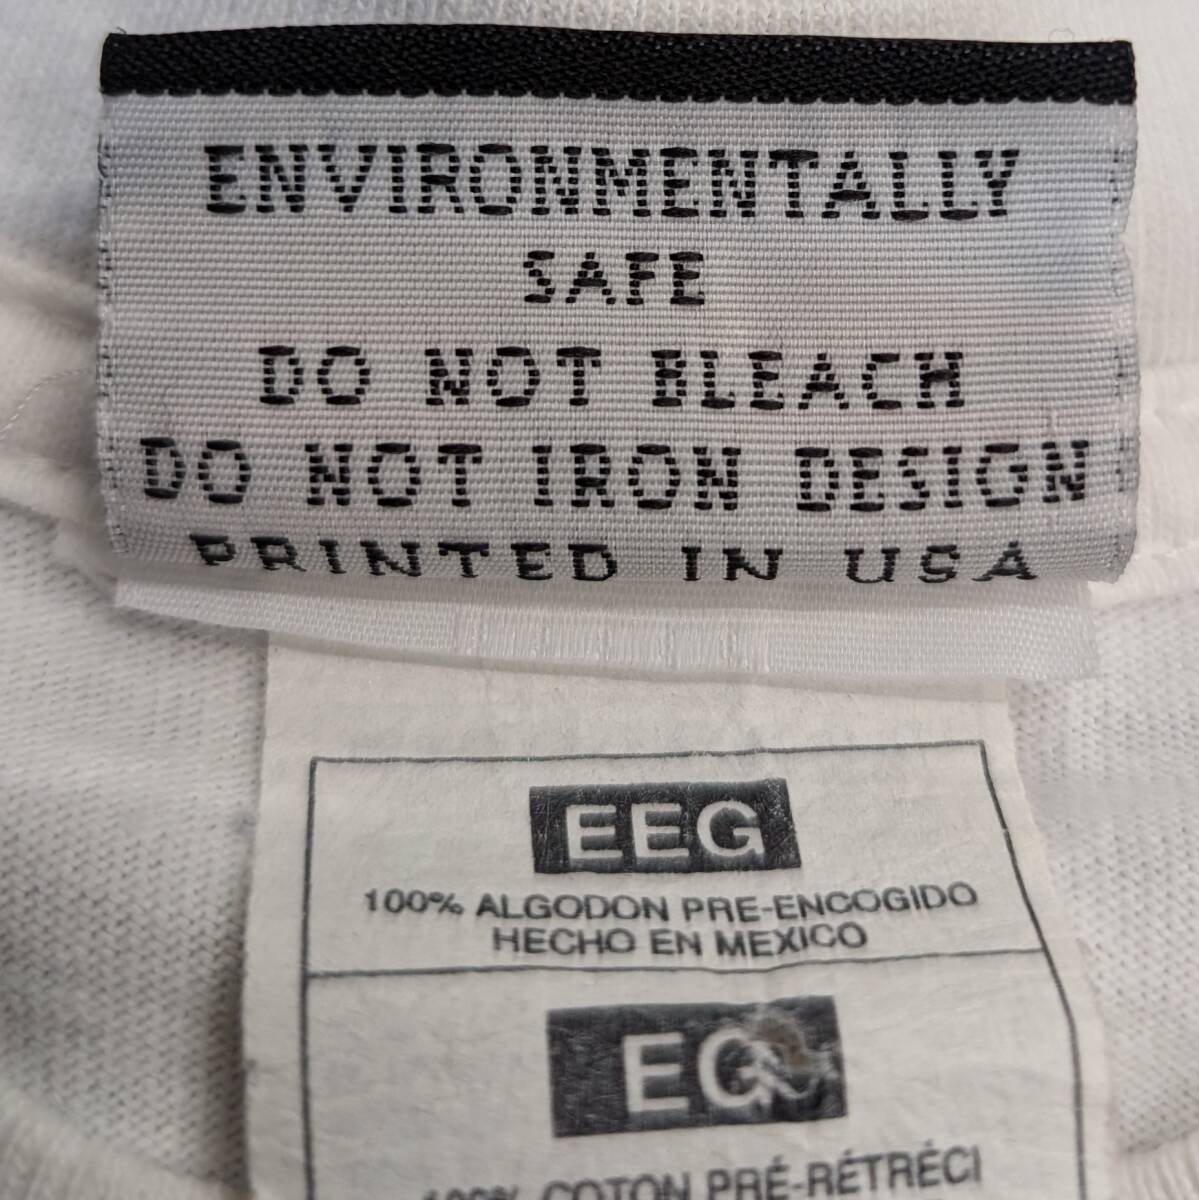 ENVIRONMENTALLY
SAFE
DO NOT BLEACH
DO NOT IRON DESIGN
PRINTED IN USA
EEG
100% ALGODON PRE-ENCOGIDO
HECHO EN MEXICO
100% COTON PRÉ-RÉTRÉCI